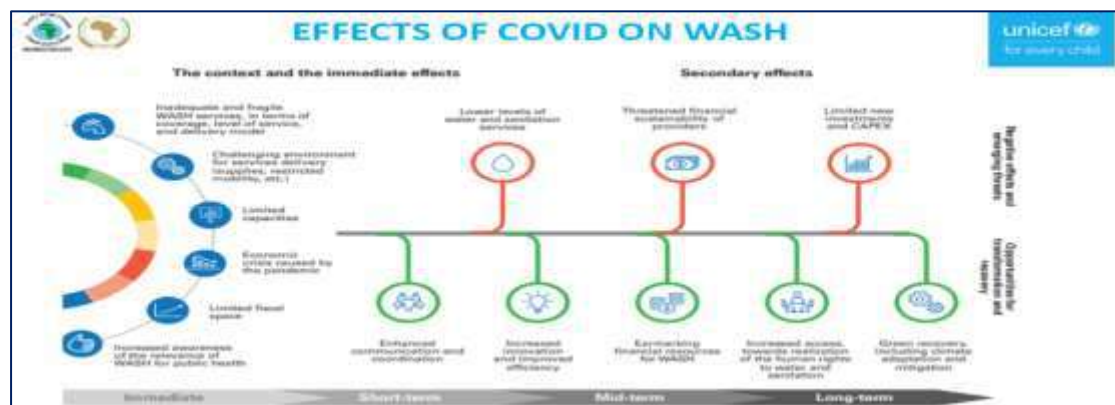 EFFECTS OF COVID ON WASH
unicef
for every child
The context and the immediate effects
Secondary effects
Inadequate and fragile
WASH services, in terms of
coverage, level of service,
and delivery model
Challenging environment
for services delivery
(supplies, restricted
mobility, etc.)
Limited
capacities
Economic
crisis caused by
the pandemic
Limited fiscal
space
Increased awareness
of the relevance of
WASH for public health
Lower levels of
water and sanitation
services
Threatened financial
sustainability of
providers
Limited new
investments
and CAPEX
Negative effects and
emerging threats
Enhanced
communication and
coordination
Increased
innovation and
improved
efficiency
Earmarking
financial resources
for WASH
Increased access,
towards realization
of the human rights
to water and
sanitation
Green recovery,
including climate
adaptation and
mitigation
Opportunities for
transformation and
recovery
Immediate
Short-term
Mid-term
Long-term